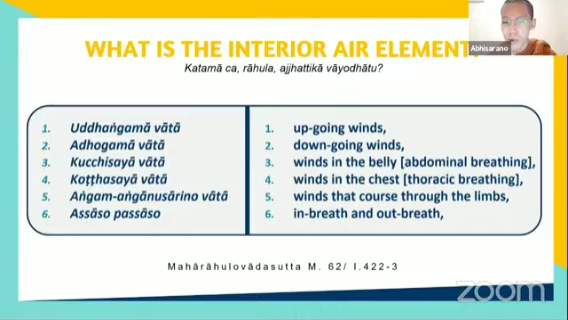 Abhisarano
WHAT IS THE INTERIOR AIR ELEMENT
Katamā ca, rāhula, ajjhattikā vāyodhātu?
1. Uddhaṅgamā vātā
2. Adhogamā vātā
3. Kucchisayā vātā
4. Koṭṭhasayā vātā
5. Aṅgam-aṅgānusārino vātā
6. Assāso passāso
1. up-going winds,
2. down-going winds,
3. winds in the belly [abdominal breathing],
4. winds in the chest [thoracic breathing],
5. winds that course through the limbs,
6. in-breath and out-breath,
Mahārāhulovādasutta M. 62/ I.422-3
zoom